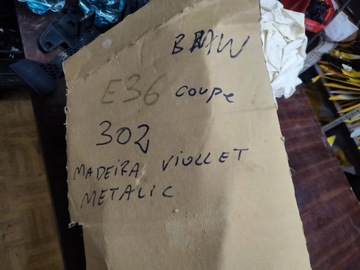 BMW
E36 coupe
302
MADEIRA VIOLLET
METALIC